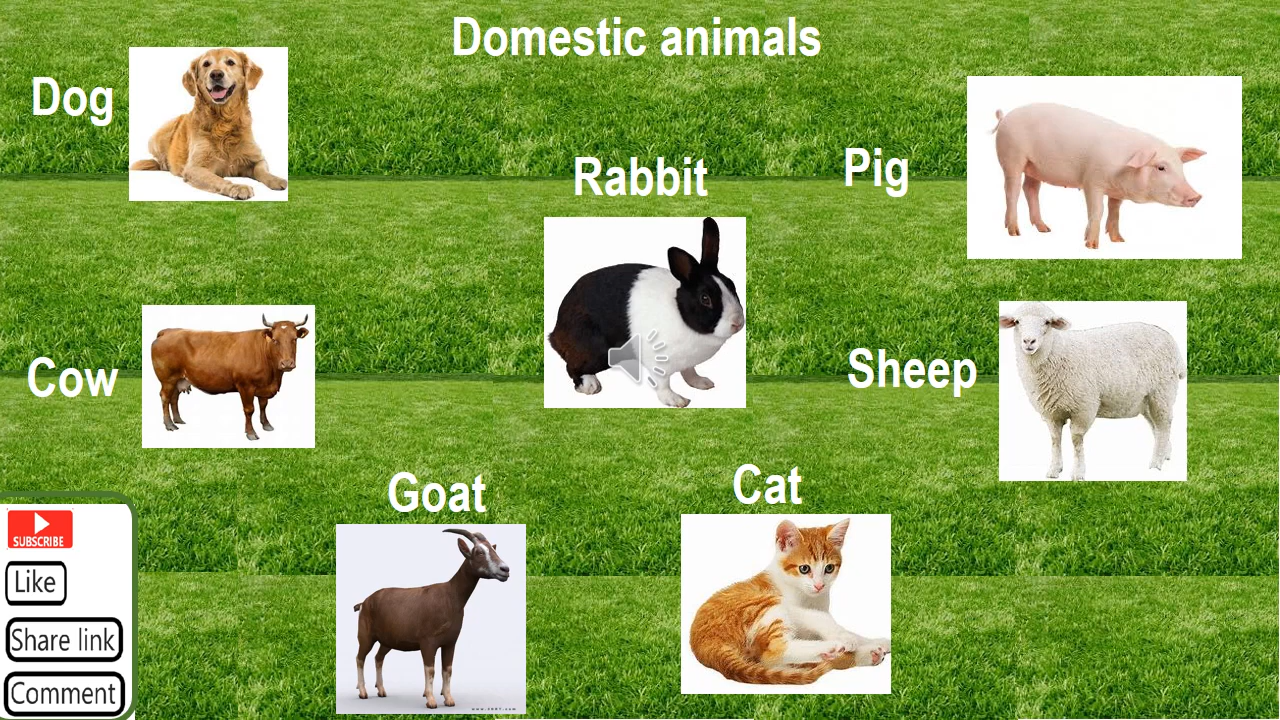 Domestic animals
Dog
Rabbit
Pig
Cow
Sheep
Goat
Cat
SUBSCRIBE
Like
Share link
Comment